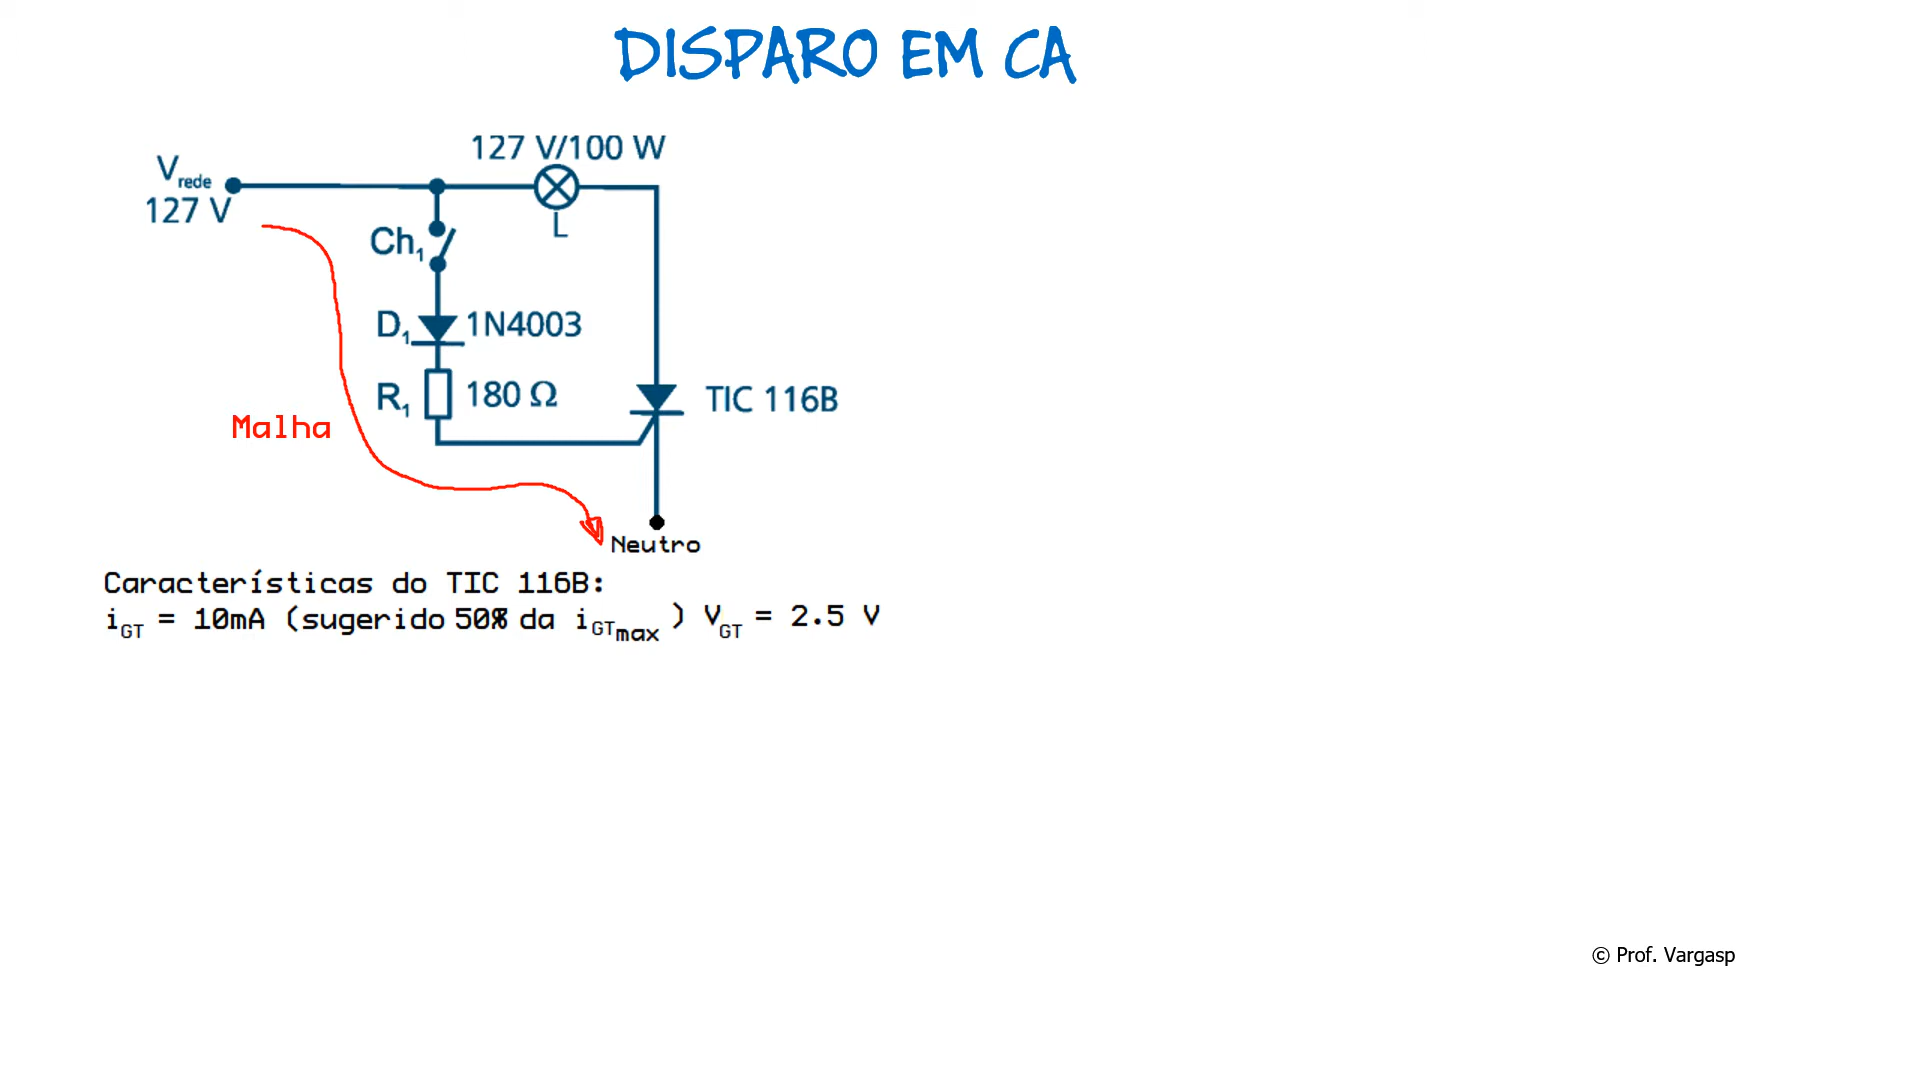 DISPARO EM CA
127 V/100 W
Vrede
127 V
L
Ch1
D1 1N4003
R1 180 Ω
TIC 116B
Malha
Neutro
Características do TIC 116B:
iGT = 10mA (sugerido 50% da iGTmax ) VGT = 2.5 V
© Prof. Vargasp